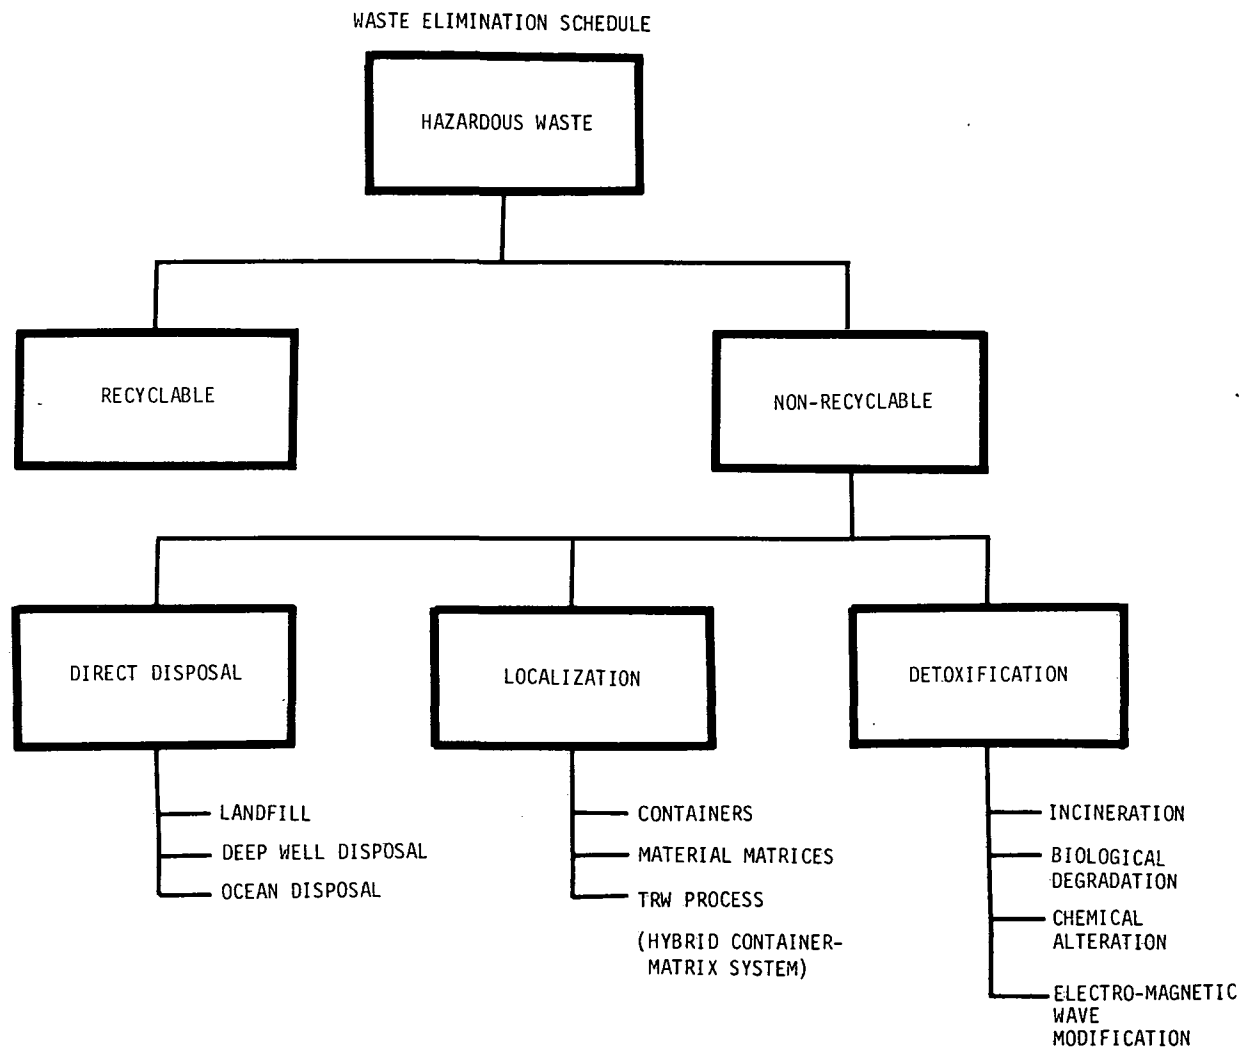 WASTE ELIMINATION SCHEDULE
HAZARDOUS WASTE
RECYCLABLE
NON-RECYCLABLE
DIRECT DISPOSAL
LOCALIZATION
DETOXIFICATION
LANDFILL
DEEP WELL DISPOSAL
OCEAN DISPOSAL
CONTAINERS
MATERIAL MATRICES
TRW PROCESS
(HYBRID CONTAINER-
MATRIX SYSTEM)
INCINERATION
BIOLOGICAL
DEGRADATION
CHEMICAL
ALTERATION
ELECTRO-MAGNETIC
WAVE
MODIFICATION